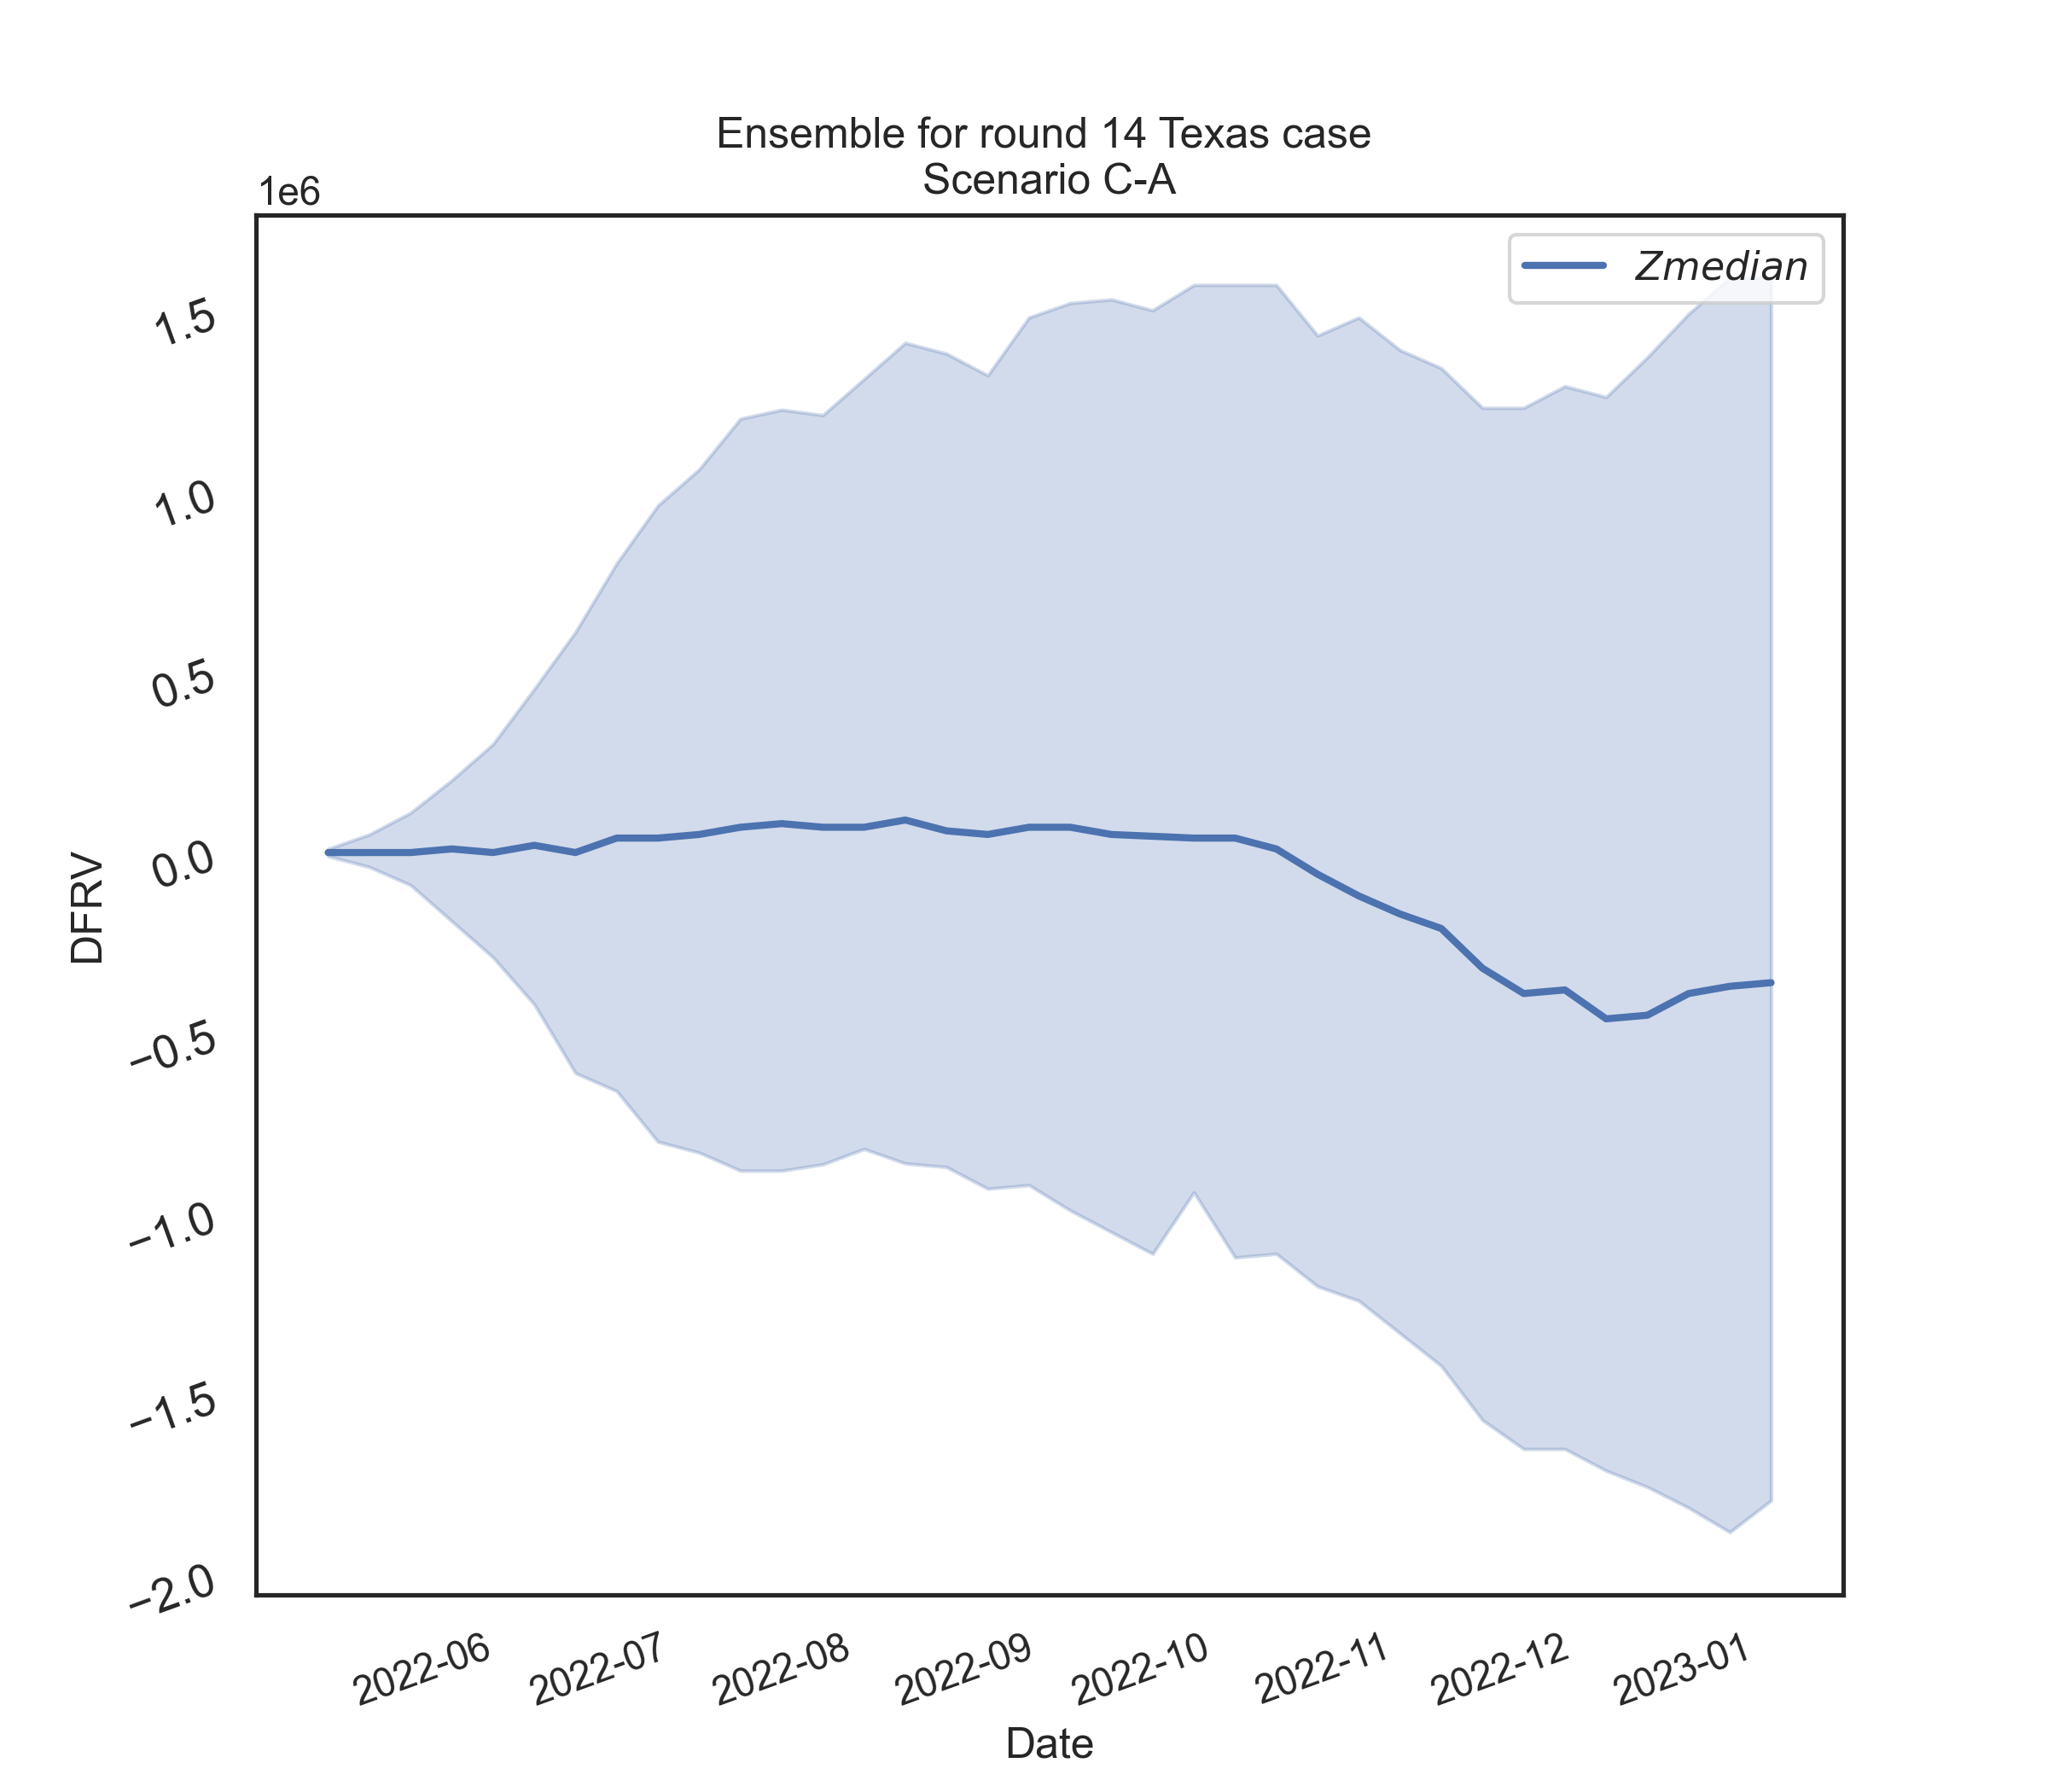 Ensemble for round 14 Texas case
Scenario C-A
1e6
Zmedian
1.5
1.0
0.5
0.0
−0.5
−1.0
−1.5
−2.0
DFRV
2022-06
2022-07
2022-08
2022-09
2022-10
2022-11
2022-12
2023-01
Date